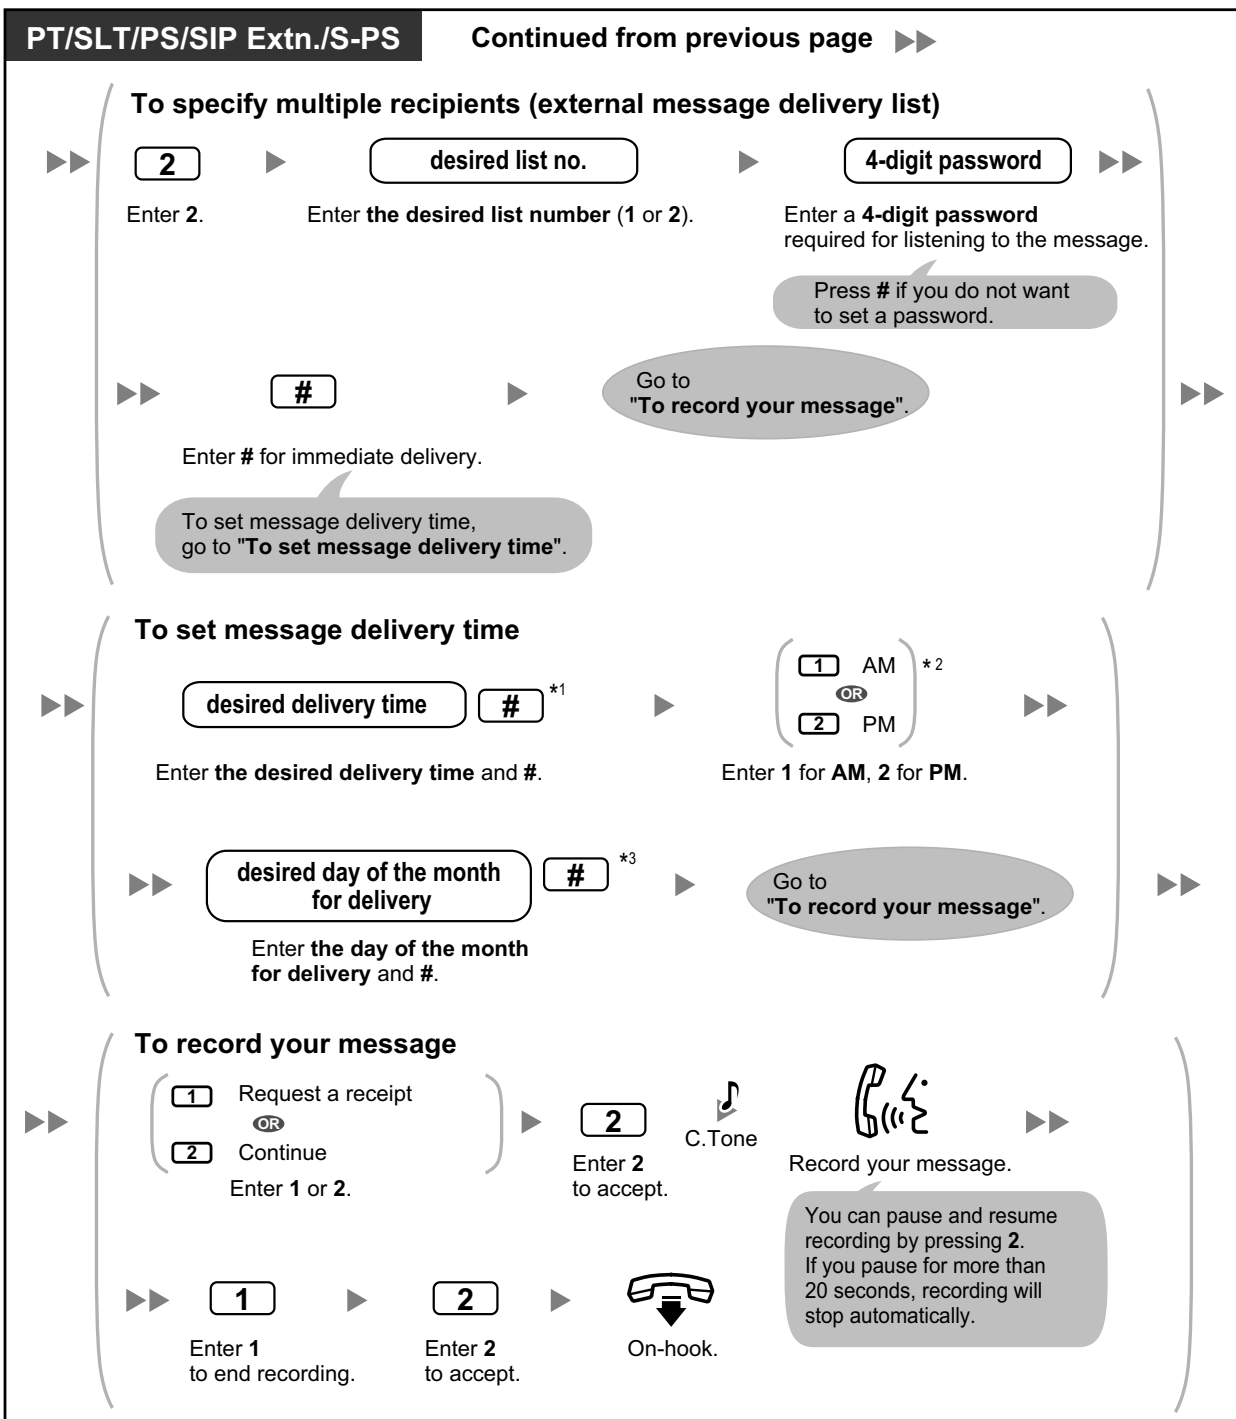 PT/SLT/PS/SIP Extn./S-PS
Continued from previous page
To specify multiple recipients (external message delivery list)
2
desired list no.
4-digit password
Enter 2.
Enter the desired list number (1 or 2).
Enter a 4-digit password
required for listening to the message.
Press # if you do not want
to set a password.
#
Go to
"To record your message".
Enter # for immediate delivery.
To set message delivery time,
go to "To set message delivery time".
To set message delivery time
desired delivery time # *1
1 AM *2
OR
2 PM
Enter the desired delivery time and #.
Enter 1 for AM, 2 for PM.
desired day of the month
for delivery
# *3
Go to
"To record your message".
Enter the day of the month
for delivery and #.
To record your message
1 Request a receipt
OR
2 Continue
Enter 1 or 2.
2
Enter 2
to accept.
C.Tone
Record your message.
You can pause and resume
recording by pressing 2.
If you pause for more than
20 seconds, recording will
stop automatically.
1
Enter 1
to end recording.
2
Enter 2
to accept.
On-hook.